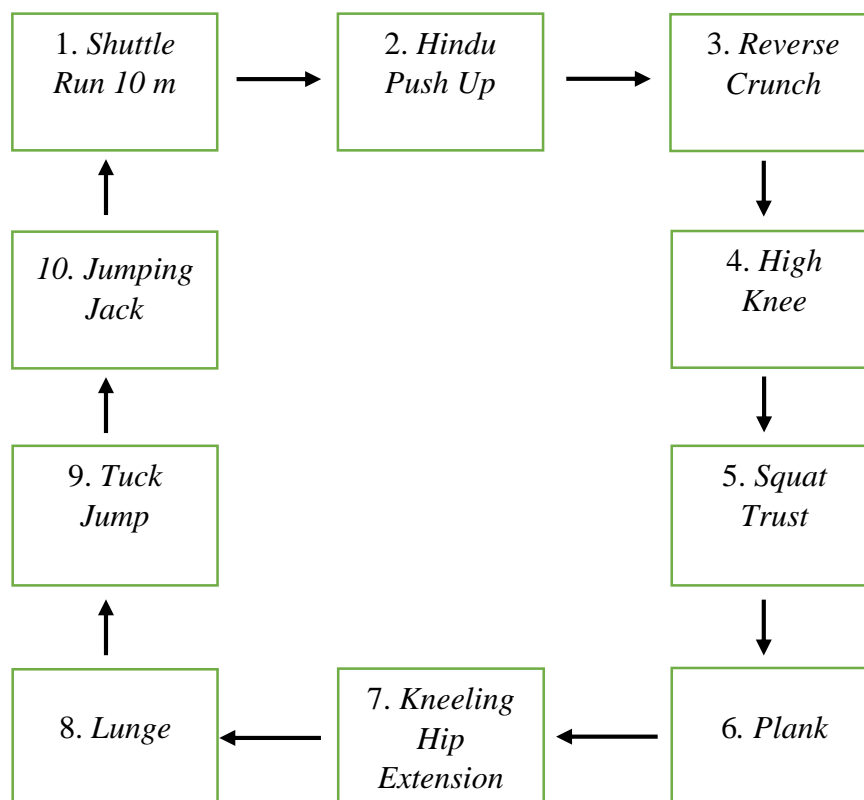 1. Shuttle
Run 10 m
2. Hindu
Push Up
3. Reverse
Crunch
4. High
Knee
5. Squat
Trust
6. Plank
7. Kneeling
Hip
Extension
8. Lunge
9. Tuck
Jump
10. Jumping
Jack